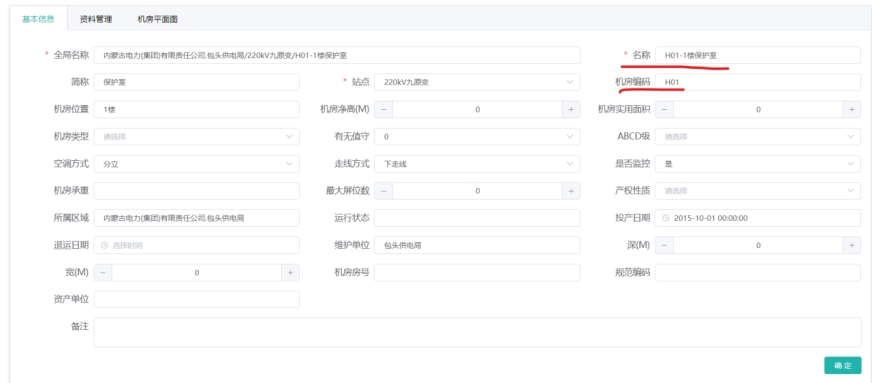 基本信息 资料管理 机房平面图
* 全局名称 内蒙古电力(集团)有限责任公司.包头供电局/220kV九原变/H01-1楼保护室 * 名称 H01-1楼保护室
简称 保护室 * 站点 220kV九原变 机房编码 H01
机房位置 1楼 机房净高(M) − 0 + 机房实用面积 − 0 +
机房类型 请选择 有无值守 0 ABCD级 请选择
空调方式 分立 走线方式 下走线 是否监控 是
机房承重 最大屏位数 − 0 + 产权性质 请选择
所属区域 内蒙古电力(集团)有限责任公司.包头供电局 运行状态 投产日期 2015-10-01 00:00:00
退运日期 选择时间 维护单位 包头供电局 深(M) − 0 +
宽(M) − 0 + 机房房号 规范编码
资产单位
备注
确 定